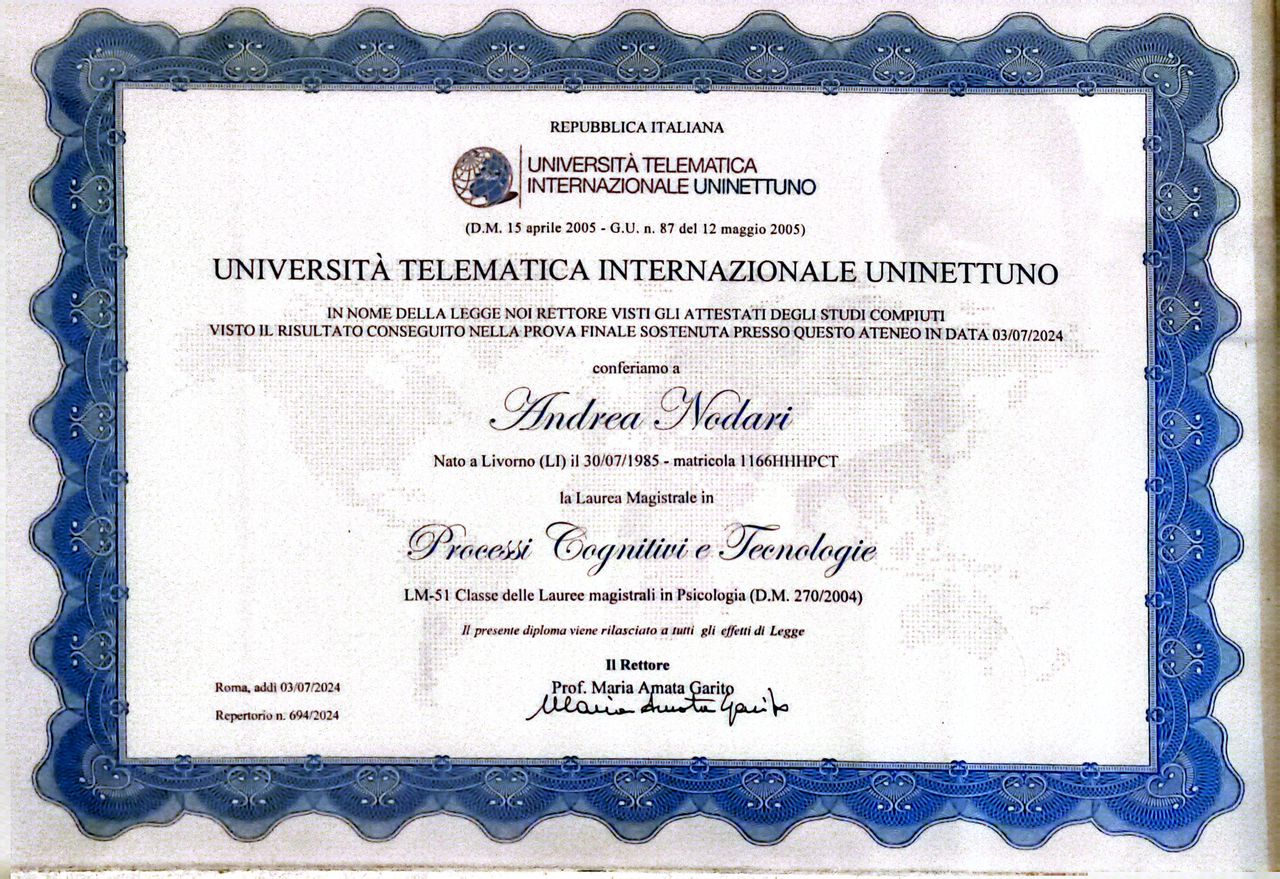 REPUBBLICA ITALIANA
UNIVERSITÀ TELEMATICA
INTERNAZIONALE UNINETTUNO
(D.M. 15 aprile 2005 - G.U. n. 87 del 12 maggio 2005)
UNIVERSITÀ TELEMATICA INTERNAZIONALE UNINETTUNO
IN NOME DELLA LEGGE NOI RETTORE VISTI GLI ATTESTATI DEGLI STUDI COMPIUTI
VISTO IL RISULTATO CONSEGUITO NELLA PROVA FINALE SOSTENUTA PRESSO QUESTO ATENEO IN DATA 03/07/2024
conferiamo a
Andrea Nodari
Nato a Livorno (LI) il 30/07/1985 - matricola 1166HHHPCT
la Laurea Magistrale in
Processi Cognitivi e Tecnologie
LM-51 Classe delle Lauree magistrali in Psicologia (D.M. 270/2004)
Il presente diploma viene rilasciato a tutti gli effetti di Legge
Il Rettore
Prof. Maria Amata Garito
Maria Amata Garito
Roma, addì 03/07/2024
Repertorio n. 694/2024